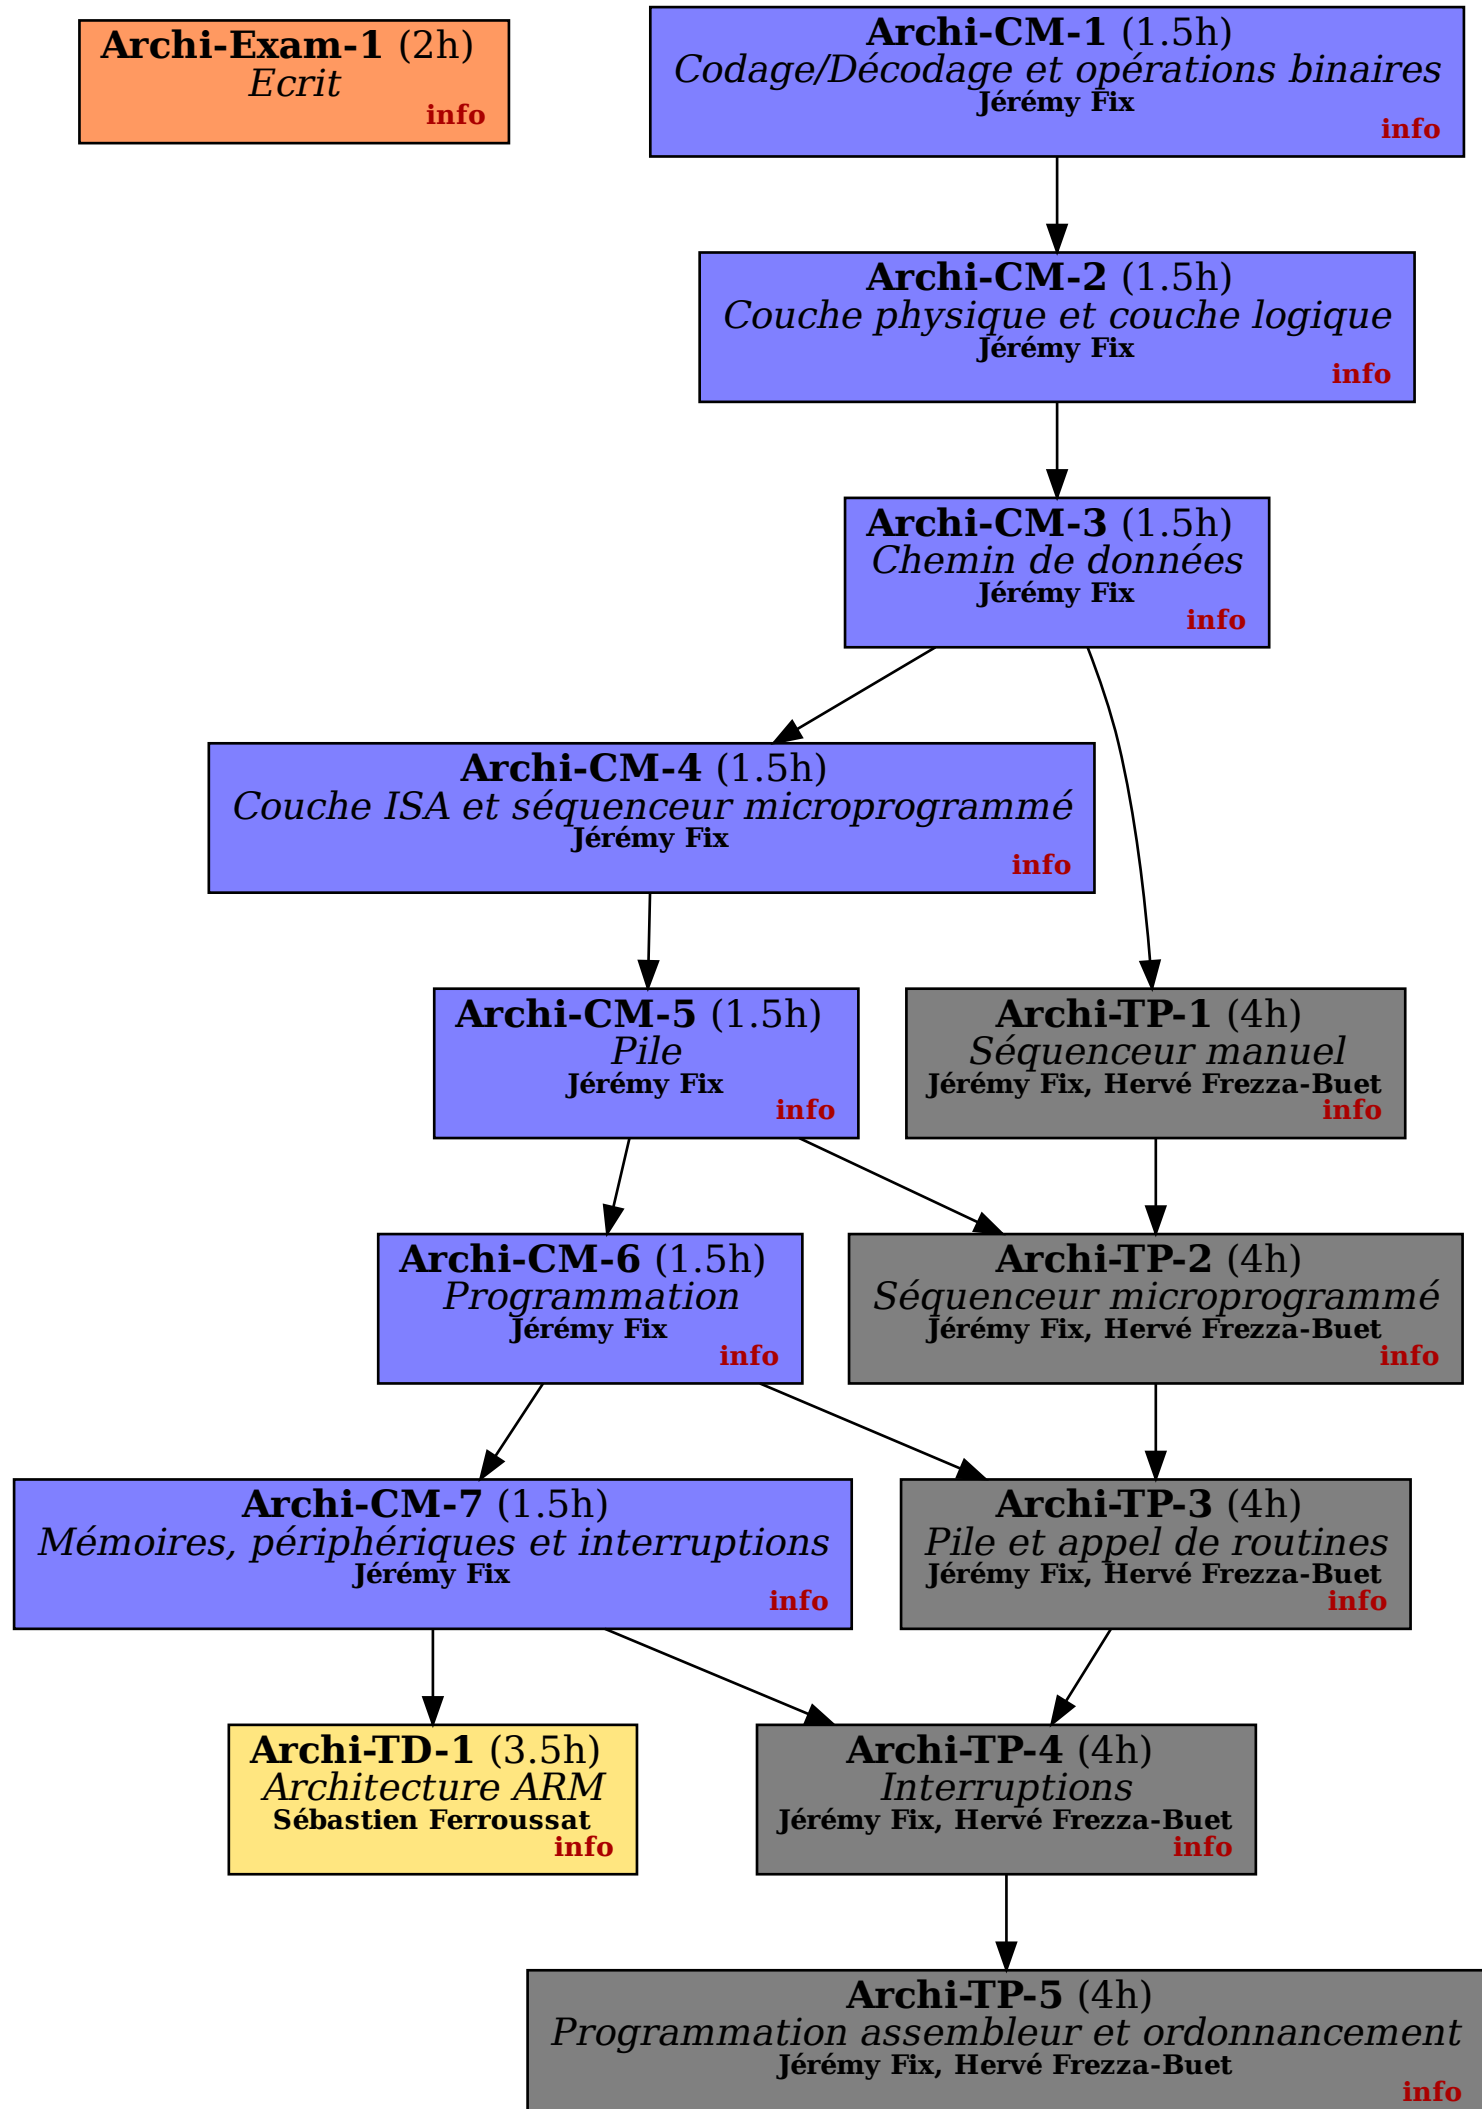 Archi-Exam-1 (2h)
Ecrit
info
Archi-CM-1 (1.5h)
Codage/Décodage et opérations binaires
Jérémy Fix
info
Archi-CM-2 (1.5h)
Couche physique et couche logique
Jérémy Fix
info
Archi-CM-3 (1.5h)
Chemin de données
Jérémy Fix
info
Archi-CM-4 (1.5h)
Couche ISA et séquenceur microprogrammé
Jérémy Fix
info
Archi-CM-5 (1.5h)
Pile
Jérémy Fix
info
Archi-TP-1 (4h)
Séquenceur manuel
Jérémy Fix, Hervé Frezza-Buet
info
Archi-CM-6 (1.5h)
Programmation
Jérémy Fix
info
Archi-TP-2 (4h)
Séquenceur microprogrammé
Jérémy Fix, Hervé Frezza-Buet
info
Archi-CM-7 (1.5h)
Mémoires, périphériques et interruptions
Jérémy Fix
info
Archi-TP-3 (4h)
Pile et appel de routines
Jérémy Fix, Hervé Frezza-Buet
info
Archi-TD-1 (3.5h)
Architecture ARM
Sébastien Ferroussat
info
Archi-TP-4 (4h)
Interruptions
Jérémy Fix, Hervé Frezza-Buet
info
Archi-TP-5 (4h)
Programmation assembleur et ordonnancement
Jérémy Fix, Hervé Frezza-Buet
info